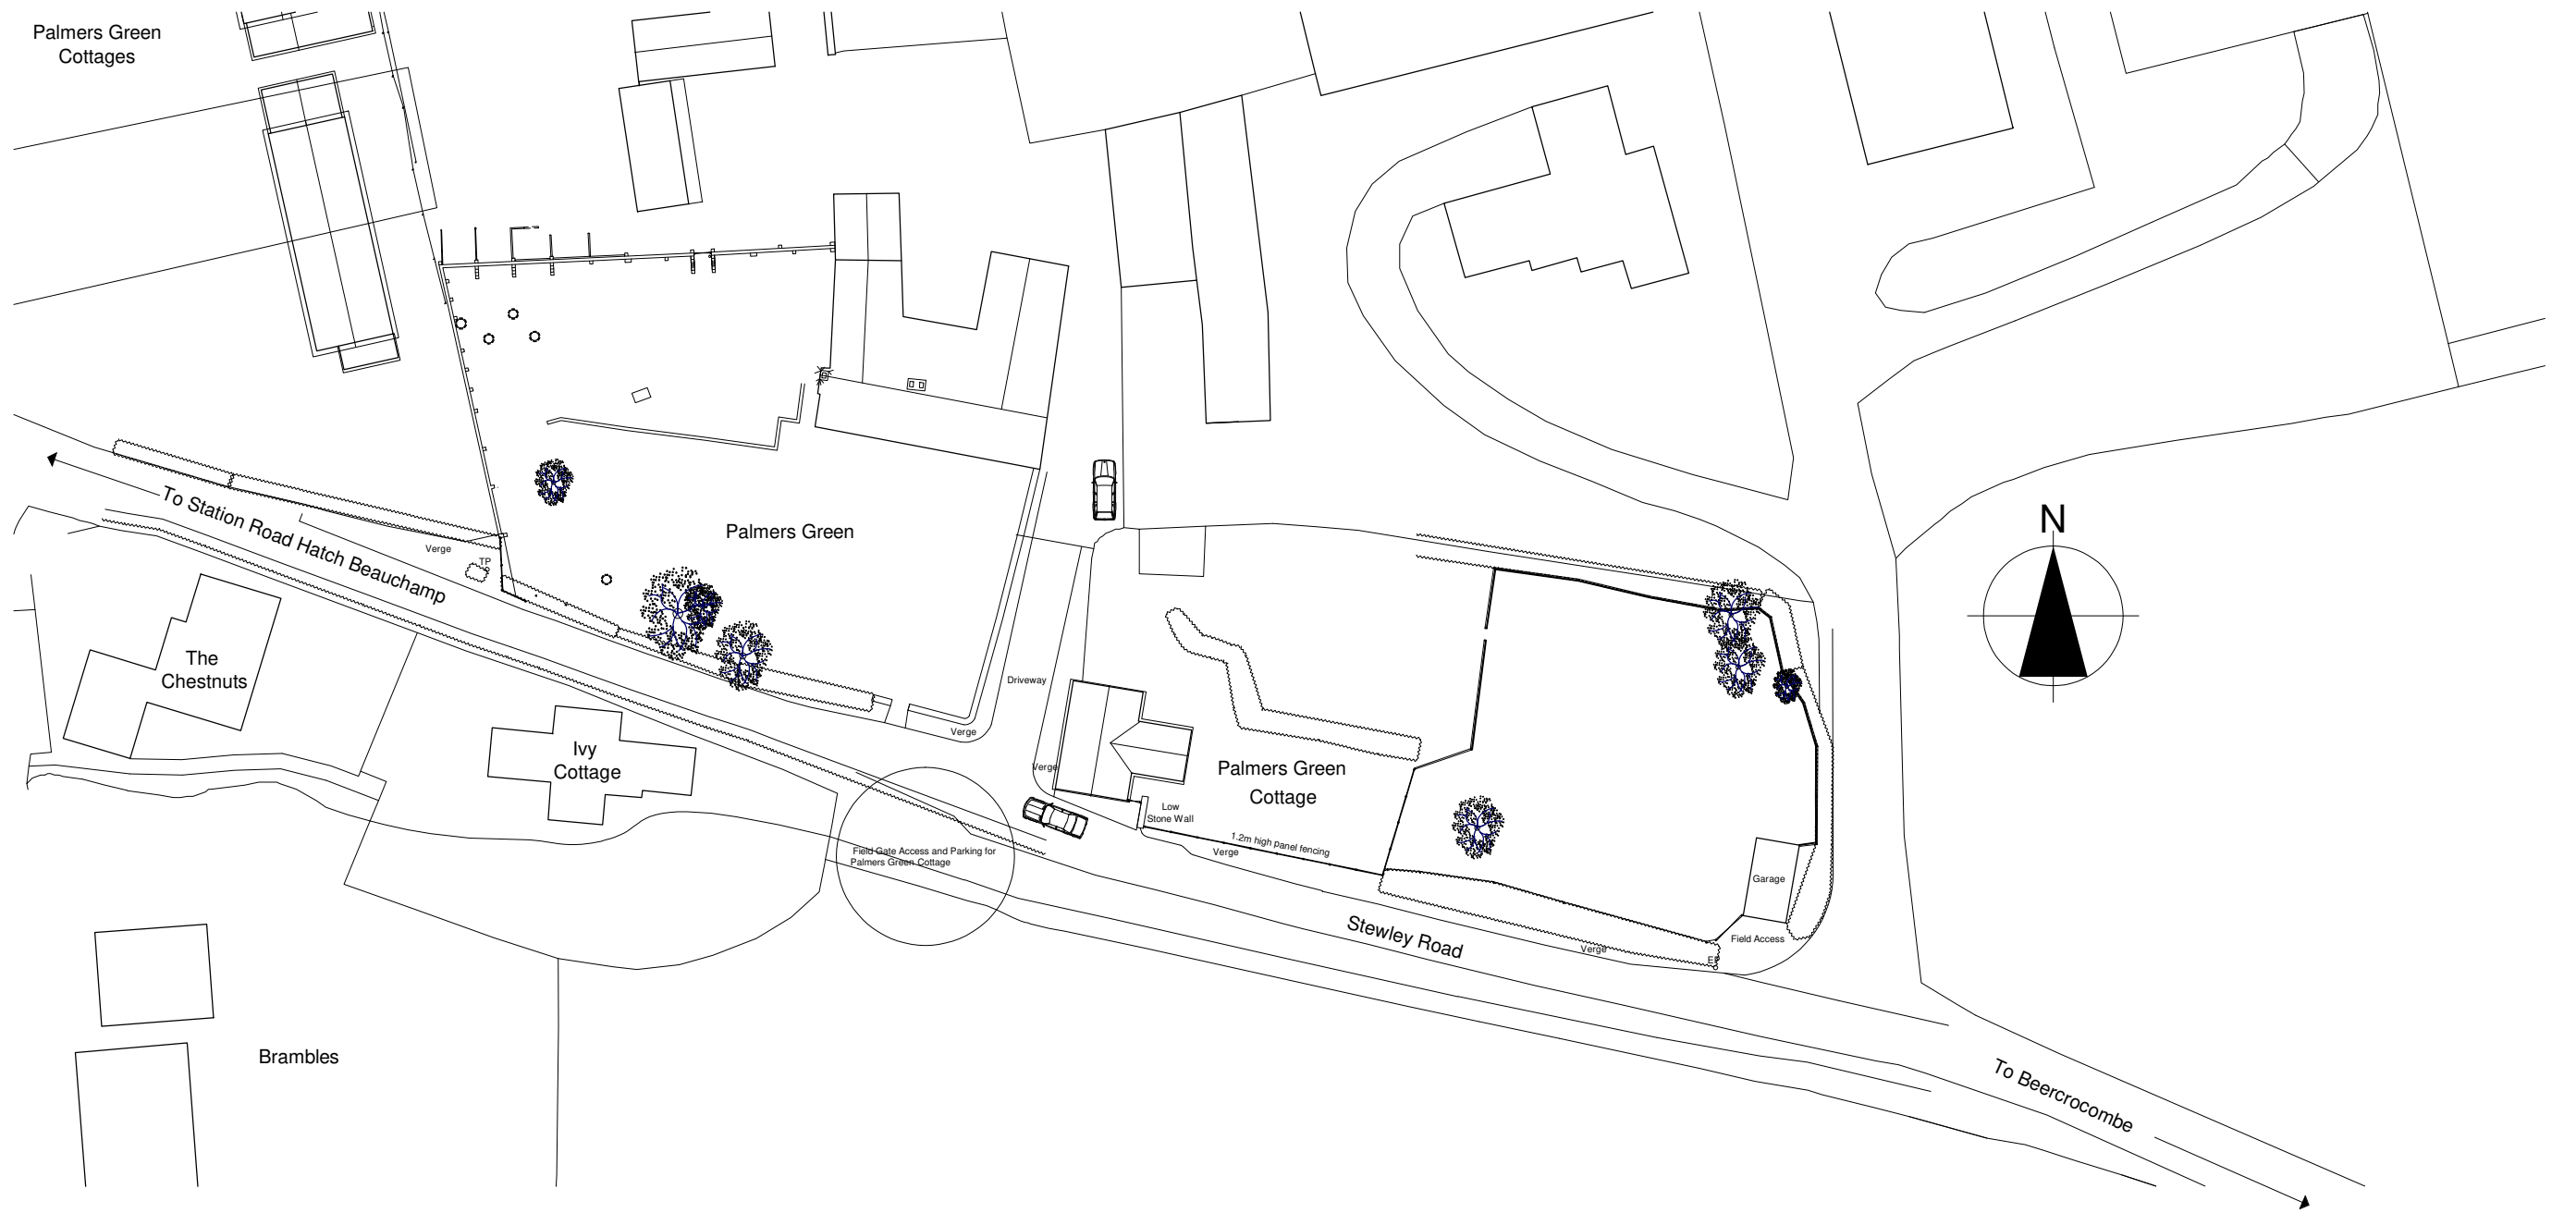 Palmers Green
Cottages
To Station Road Hatch Beauchamp
Verge
TP
Palmers Green
N
The
Chestnuts
Ivy
Cottage
Driveway
Verge
Verge
Palmers Green
Cottage
Low
Stone Wall
1.2m high panel fencing
Verge
Field Gate Access and Parking for
Palmers Green Cottage
Garage
Stewley Road
Verge
Field Access
EP
Brambles
To Beercrocombe